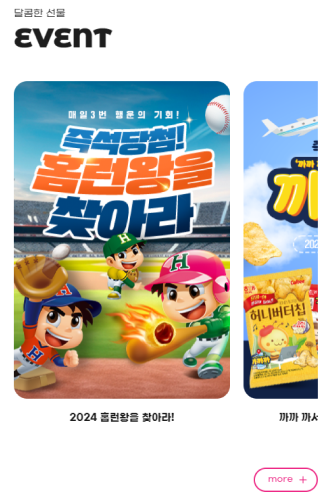 달콤한 선물
EVENT
매일3번 행운의 기회!
즉석당첨!
홈런왕을
찾아라
H
H
H
허니버터칩
2024 홈런왕을 찾아라!
까까 까
more +